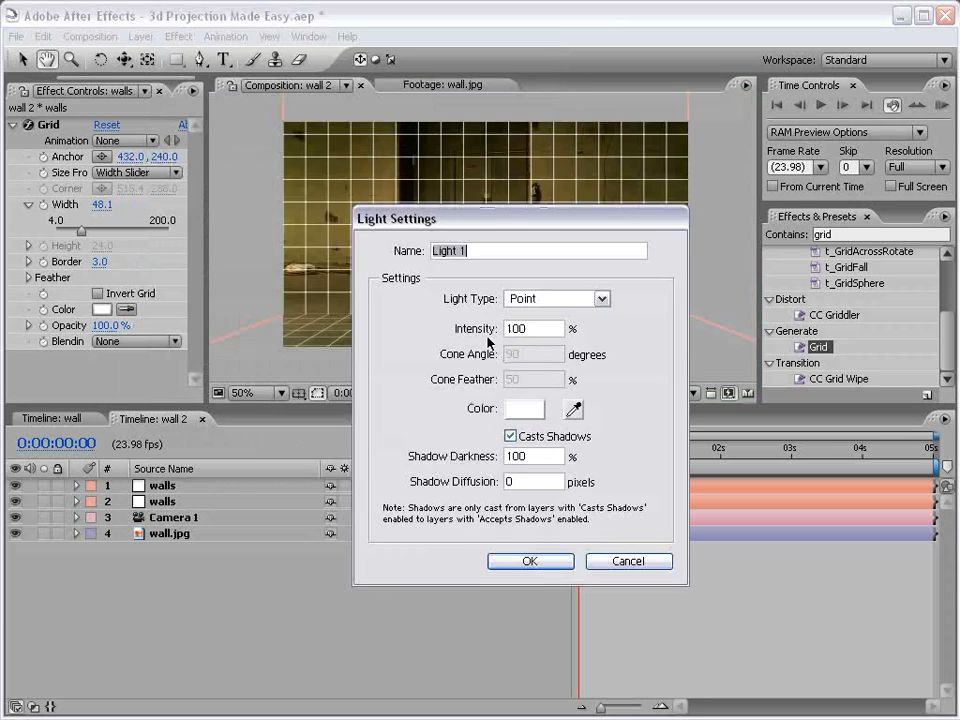 Adobe After Effects - 3d Projection Made Easy.aep *
File Edit Composition Layer Effect Animation View Window Help
Workspace: Standard
Effect Controls: walls
Composition: wall 2
Footage: wall.jpg
Time Controls
wall 2 * walls
Grid Reset
Animation None
Anchor 432.0, 240.0
Size Fro Width Slider
Corner 518.4, 288.0
Width 48.1
4.0 200.0
Height 24.0
Border 3.0
Feather
Invert Grid
Color
Opacity 100.0 %
Blendin None
RAM Preview Options
Frame Rate Skip Resolution
(23.98) 0 Full
From Current Time Full Screen
Effects & Presets
Contains: grid
t_GridAcrossRotate
t_GridFall
t_GridSphere
Distort
CC Griddler
Generate
Grid
Transition
CC Grid Wipe
Light Settings
Name: Light 1
Settings
Light Type: Point
Intensity: 100 %
Cone Angle: 90 degrees
Cone Feather: 50 %
Color:
Casts Shadows
Shadow Darkness: 100 %
Shadow Diffusion: 0 pixels
Note: Shadows are only cast from layers with 'Casts Shadows'
enabled to layers with 'Accepts Shadows' enabled.
OK Cancel
50%
Timeline: wall
Timeline: wall 2
0:00:00:00 (23.98 fps)
02s 03s 04s 05s
# Source Name
1 walls
2 walls
3 Camera 1
4 wall.jpg